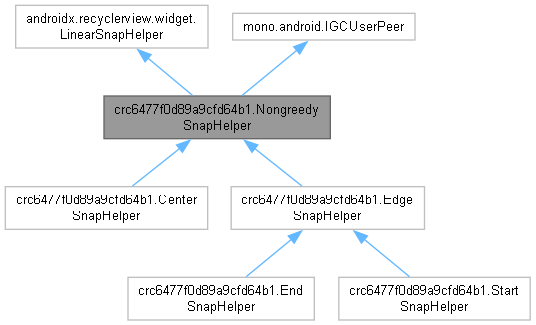 androidx.recyclerview.widget.
LinearSnapHelper
mono.android.IGCUserPeer
crc6477f0d89a9cfd64b1.Nongreedy
SnapHelper
crc6477f0d89a9cfd64b1.Center
SnapHelper
crc6477f0d89a9cfd64b1.Edge
SnapHelper
crc6477f0d89a9cfd64b1.End
SnapHelper
crc6477f0d89a9cfd64b1.Start
SnapHelper